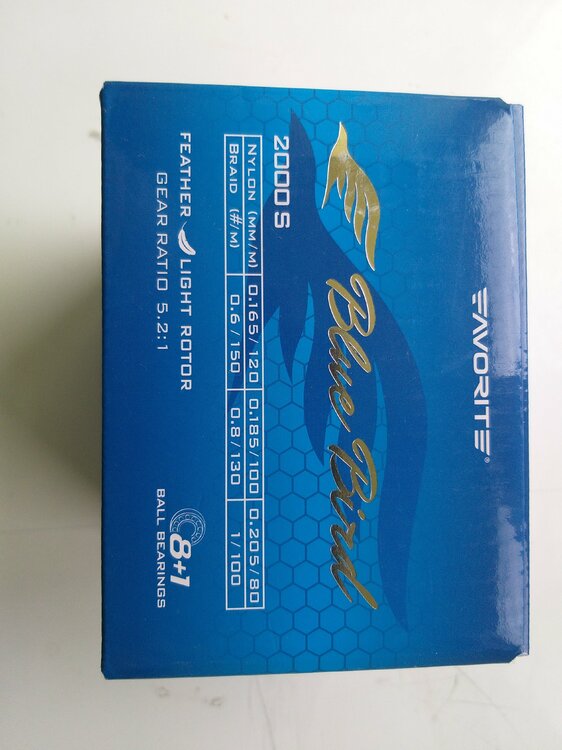 FAVORITE®
Blue Bird
2000 S
NYLON (MM/M) 0.165/120 0.185/100 0.205/80
BRAID (#/M) 0.6/150 0.8/130 1/100
FEATHER LIGHT ROTOR
GEAR RATIO 5.2:1
8+1
BALL BEARINGS